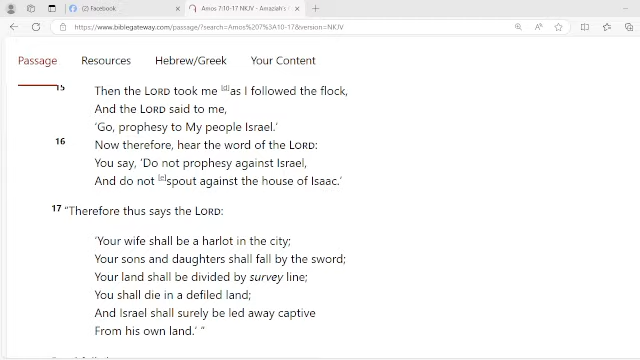 Facebook
Amos 7:10-17 NKJV - Amaziah's
https://www.biblegateway.com/passage/?search=Amos%207%3A10-17&version=NKJV
Passage Resources Hebrew/Greek Your Content
15 Then the LORD took me [d]as I followed the flock,
And the LORD said to me,
‘Go, prophesy to My people Israel.’
16 Now therefore, hear the word of the LORD:
You say, ‘Do not prophesy against Israel,
And do not [e]spout against the house of Isaac.’
17 “Therefore thus says the LORD:
‘Your wife shall be a harlot in the city;
Your sons and daughters shall fall by the sword;
Your land shall be divided by survey line;
You shall die in a defiled land;
And Israel shall surely be led away captive
From his own land.’ ”